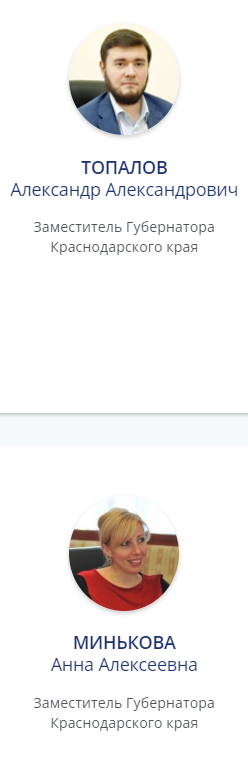 ТОПАЛОВ
Александр Александрович
Заместитель Губернатора
Краснодарского края
МИНЬКОВА
Анна Алексеевна
Заместитель Губернатора
Краснодарского края